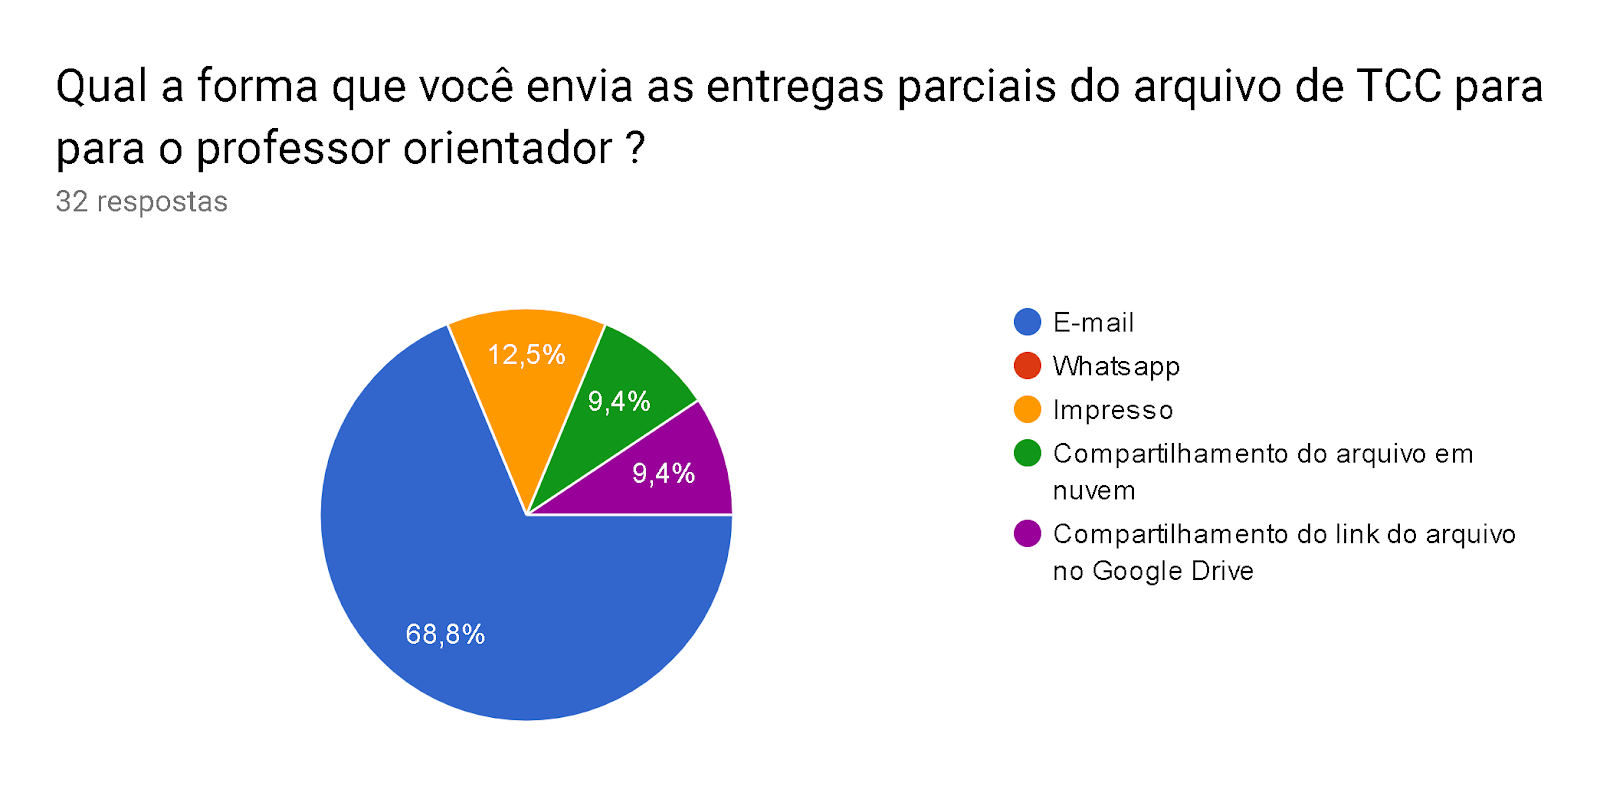 Qual a forma que você envia as entregas parciais do arquivo de TCC para
para o professor orientador ?
32 respostas
12,5%
9,4%
9,4%
68,8%
E-mail
Whatsapp
Impresso
Compartilhamento do arquivo em
nuvem
Compartilhamento do link do arquivo
no Google Drive